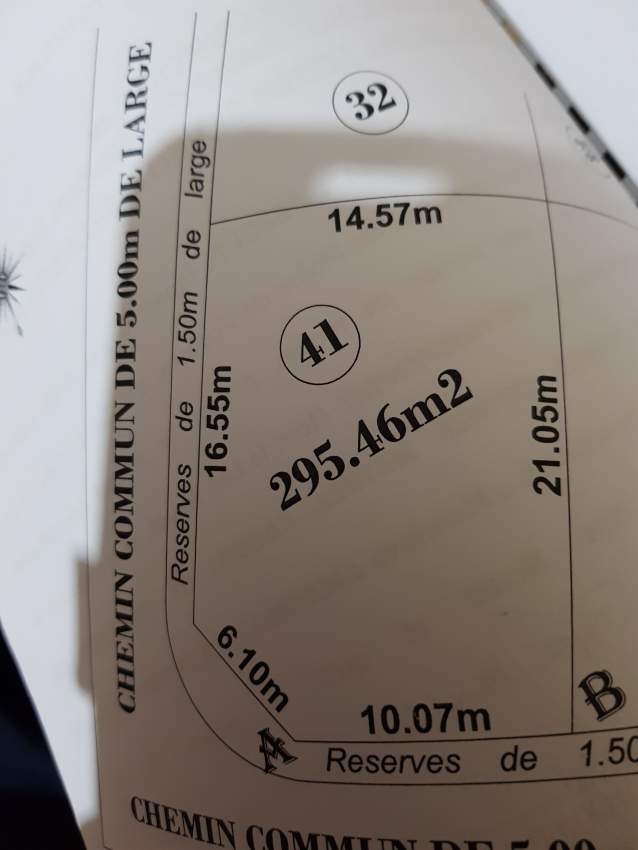 CHEMIN COMMUN DE 5.00m DE LARGE
Reserves de 1.50m de large
32
14.57m
41
16.55m
295.46m2
21.05m
6.10m
10.07m
A
B
Reserves de 1.50
CHEMIN COMMUN DE 5.00